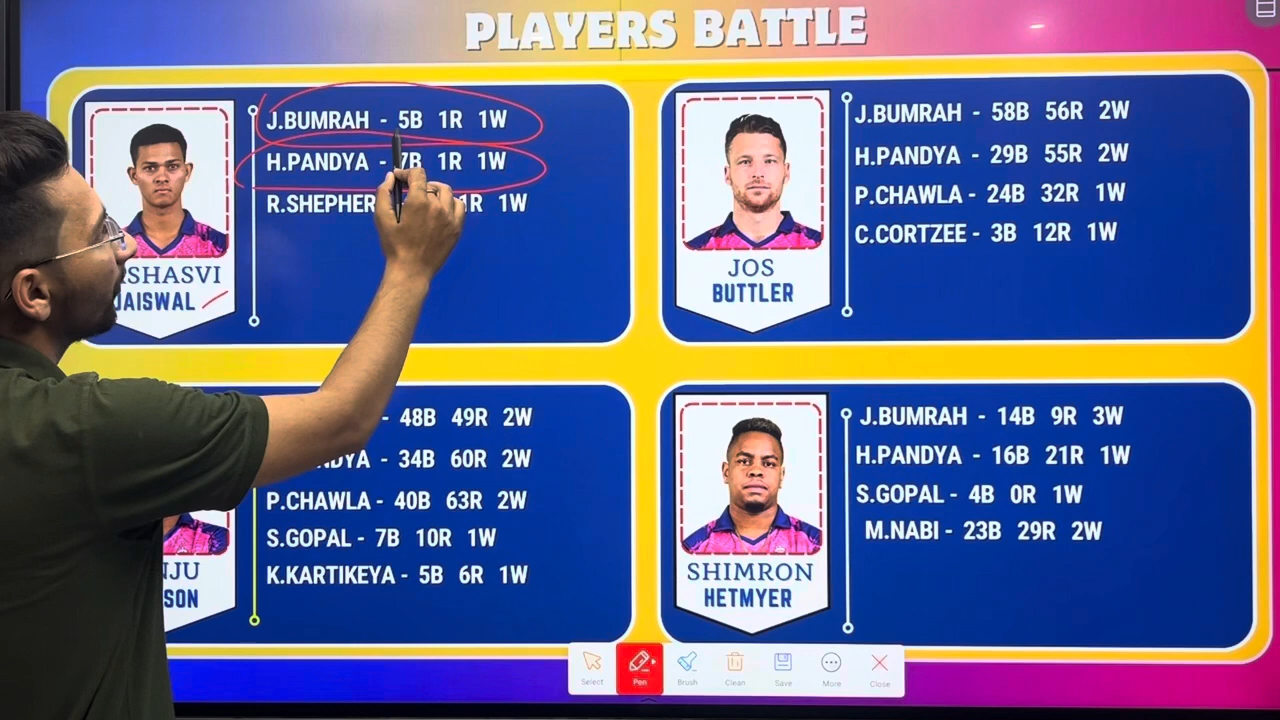 PLAYERS BATTLE
J.BUMRAH - 5B 1R 1W
H.PANDYA - 7B 1R 1W
R.SHEPHER 1R 1W
SHASVI
JAISWAL
J.BUMRAH - 58B 56R 2W
H.PANDYA - 29B 55R 2W
P.CHAWLA - 24B 32R 1W
C.CORTZEE - 3B 12R 1W
JOS
BUTTLER
- 48B 49R 2W
NDYA - 34B 60R 2W
P.CHAWLA - 40B 63R 2W
S.GOPAL - 7B 10R 1W
K.KARTIKEYA - 5B 6R 1W
NJU
SON
J.BUMRAH - 14B 9R 3W
H.PANDYA - 16B 21R 1W
S.GOPAL - 4B 0R 1W
M.NABI - 23B 29R 2W
SHIMRON
HETMYER
Select Pen Brush Clean Save More Close